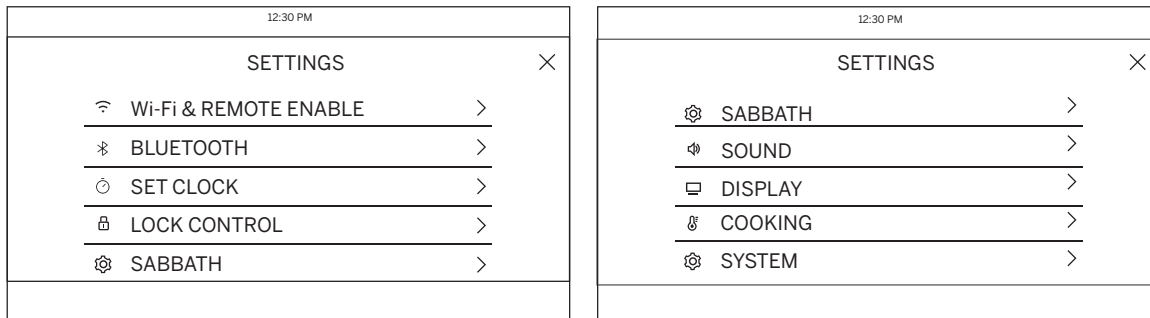 12:30 PM
SETTINGS
Wi-Fi & REMOTE ENABLE
BLUETOOTH
SET CLOCK
LOCK CONTROL
SABBATH
12:30 PM
SETTINGS
SABBATH
SOUND
DISPLAY
COOKING
SYSTEM